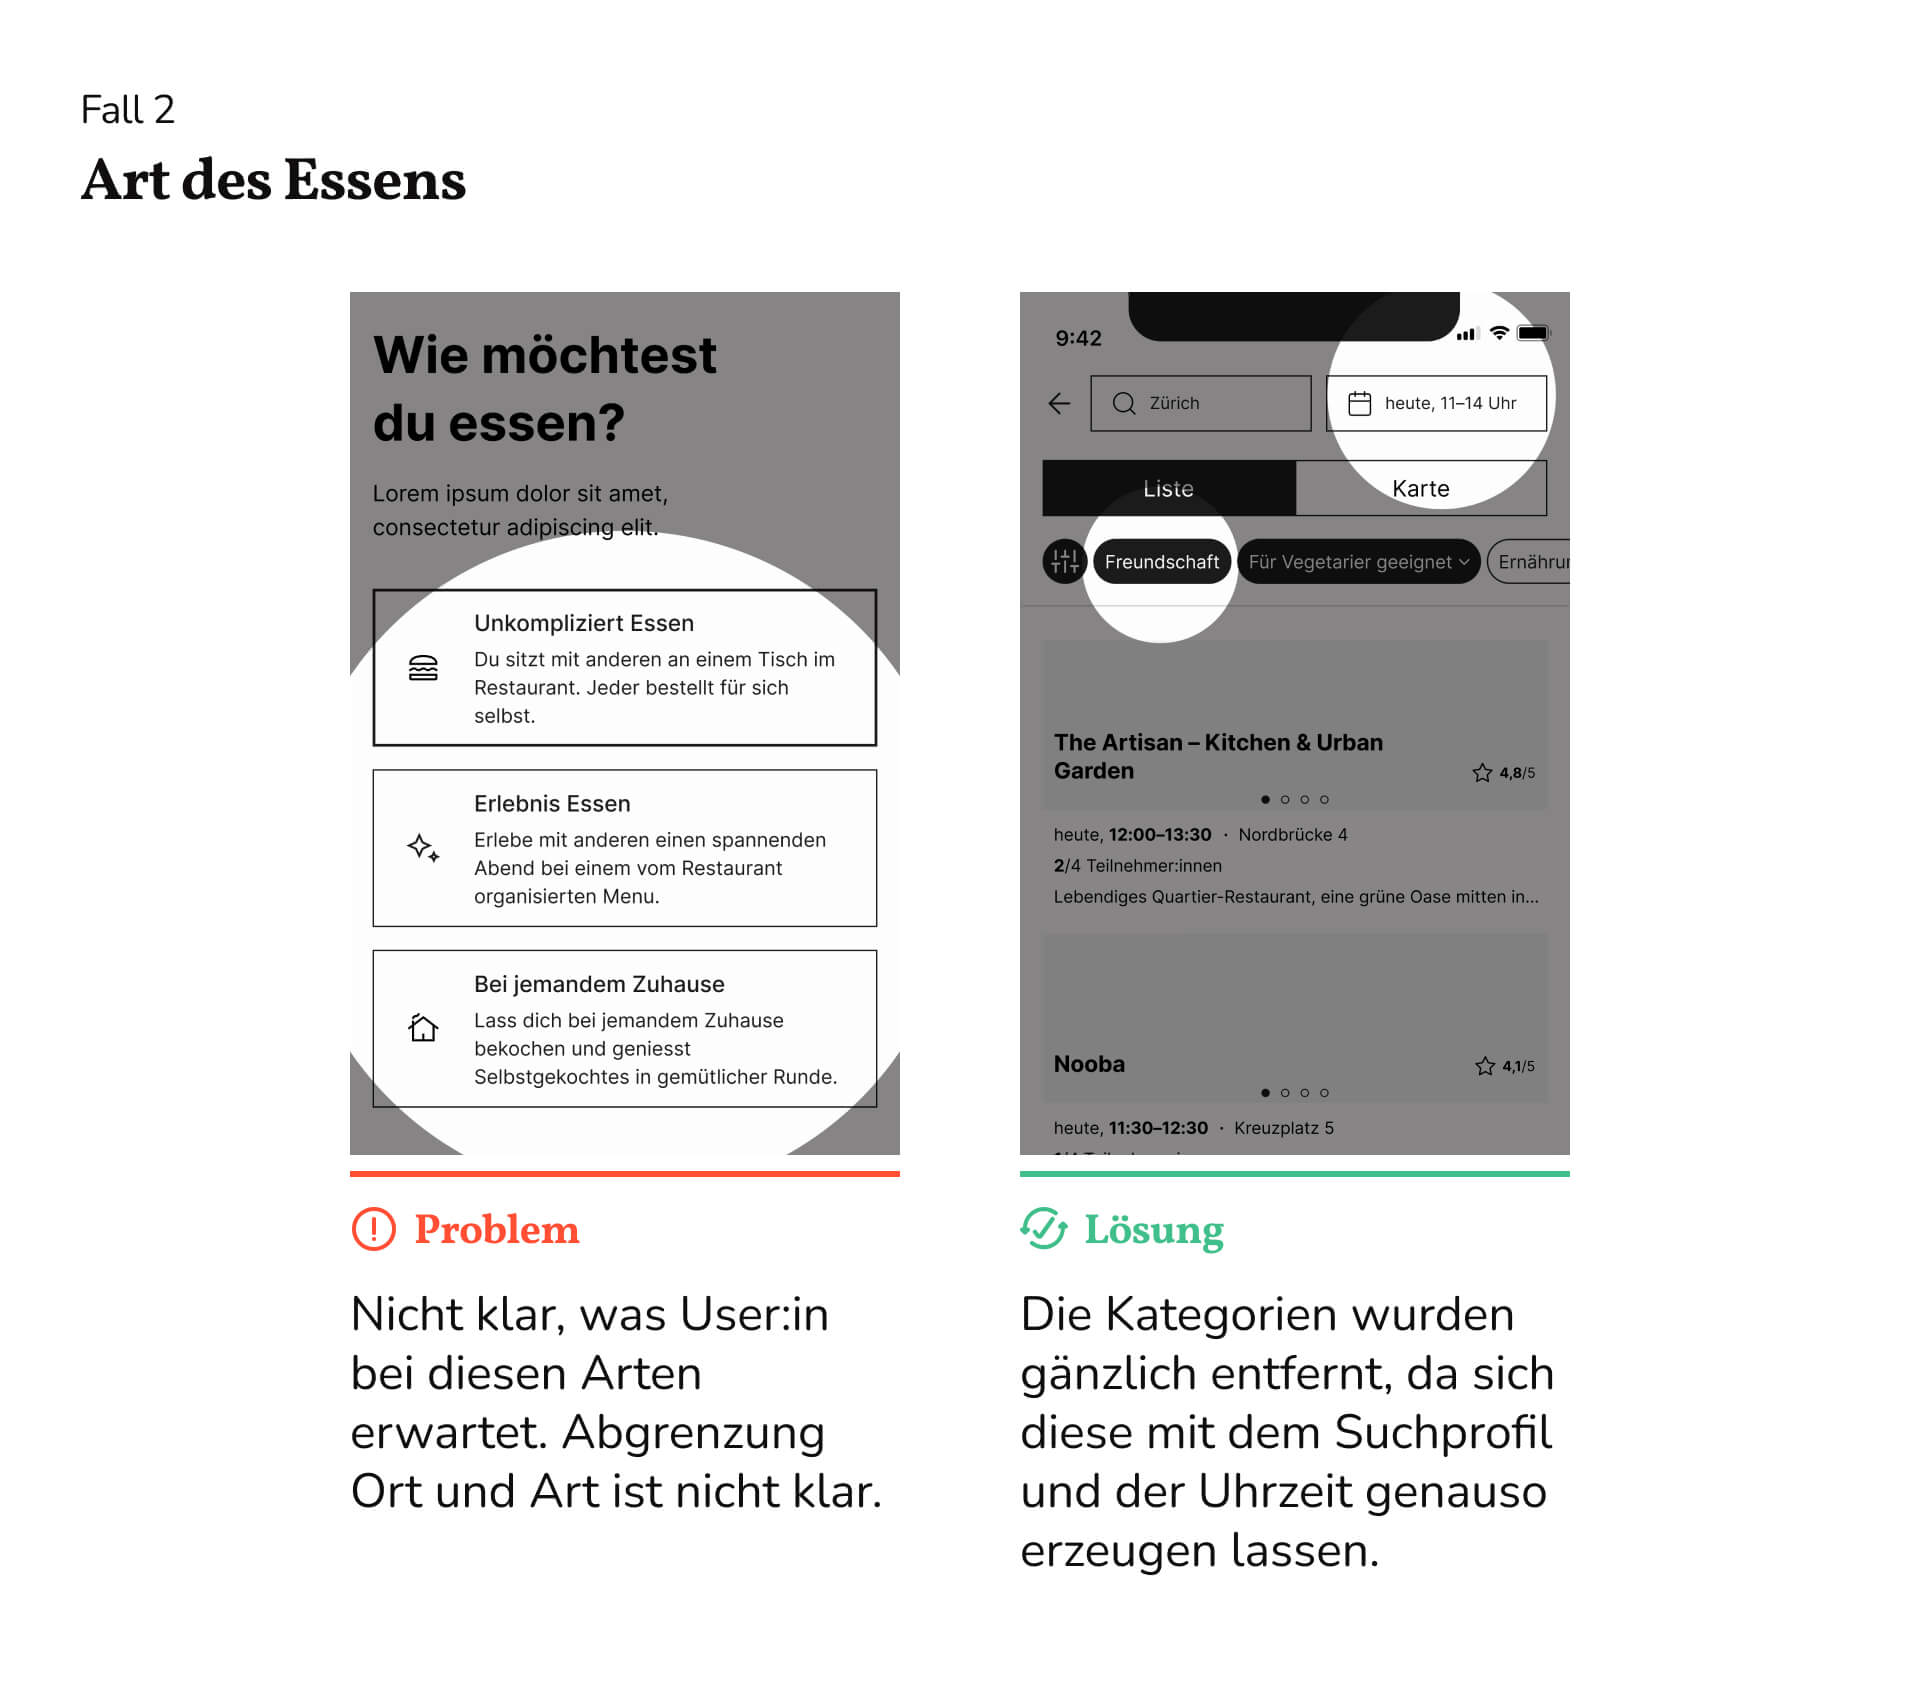 Fall 2
Art des Essens
Wie möchtest
du essen?
Lorem ipsum dolor sit amet,
consectetur adipiscing elit.
Unkompliziert Essen
Du sitzt mit anderen an einem Tisch im
Restaurant. Jeder bestellt für sich
selbst.
Erlebnis Essen
Erlebe mit anderen einen spannenden
Abend bei einem vom Restaurant
organisierten Menu.
Bei jemandem Zuhause
Lass dich bei jemandem Zuhause
bekochen und geniesst
Selbstgekochtes in gemütlicher Runde.
Problem
Nicht klar, was User:in
bei diesen Arten
erwartet. Abgrenzung
Ort und Art ist nicht klar.
9:42
Zürich
heute, 11–14 Uhr
Liste Karte
Freundschaft Für Vegetarier geeignet Ernährun
The Artisan – Kitchen & Urban
Garden
4,8/5
heute, 12:00–13:30 · Nordbrücke 4
2/4 Teilnehmer:innen
Lebendiges Quartier-Restaurant, eine grüne Oase mitten in...
Nooba
4,1/5
heute, 11:30–12:30 · Kreuzplatz 5
Lösung
Die Kategorien wurden
gänzlich entfernt, da sich
diese mit dem Suchprofil
und der Uhrzeit genauso
erzeugen lassen.